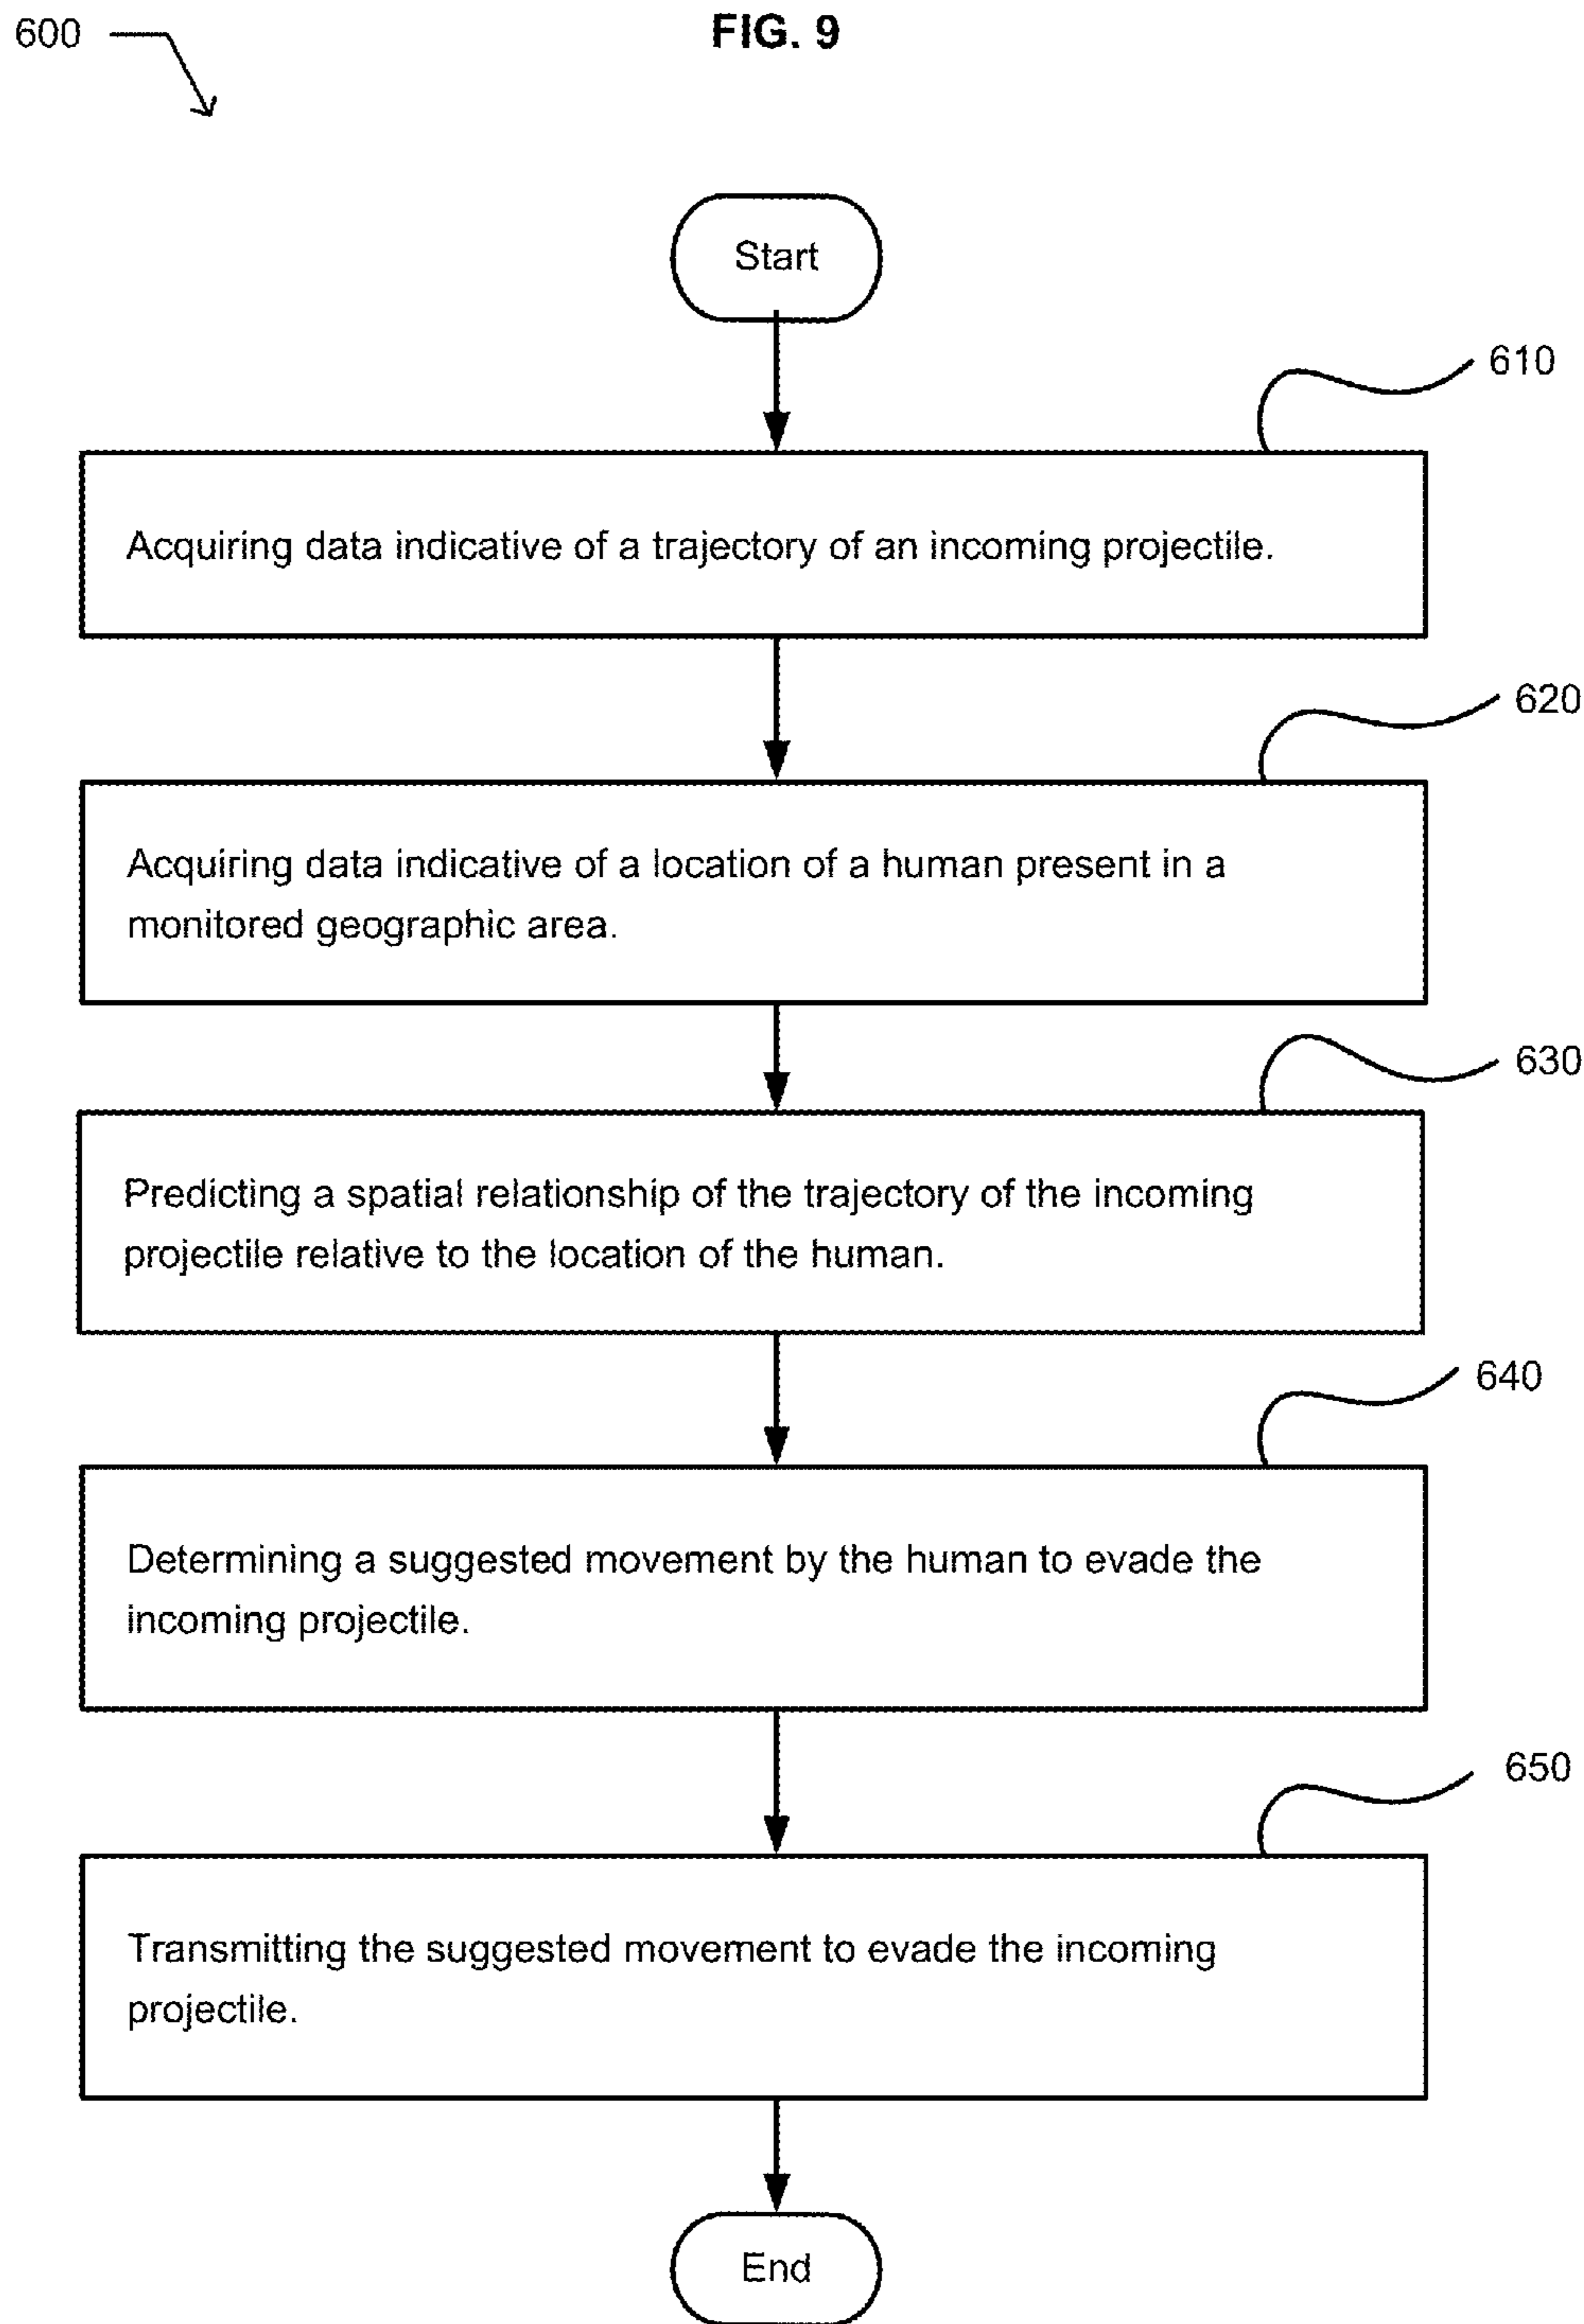 600
FIG. 9
Start
610
Acquiring data indicative of a trajectory of an incoming projectile.
620
Acquiring data indicative of a location of a human present in a
monitored geographic area.
630
Predicting a spatial relationship of the trajectory of the incoming
projectile relative to the location of the human.
640
Determining a suggested movement by the human to evade the
incoming projectile.
650
Transmitting the suggested movement to evade the incoming
projectile.
End